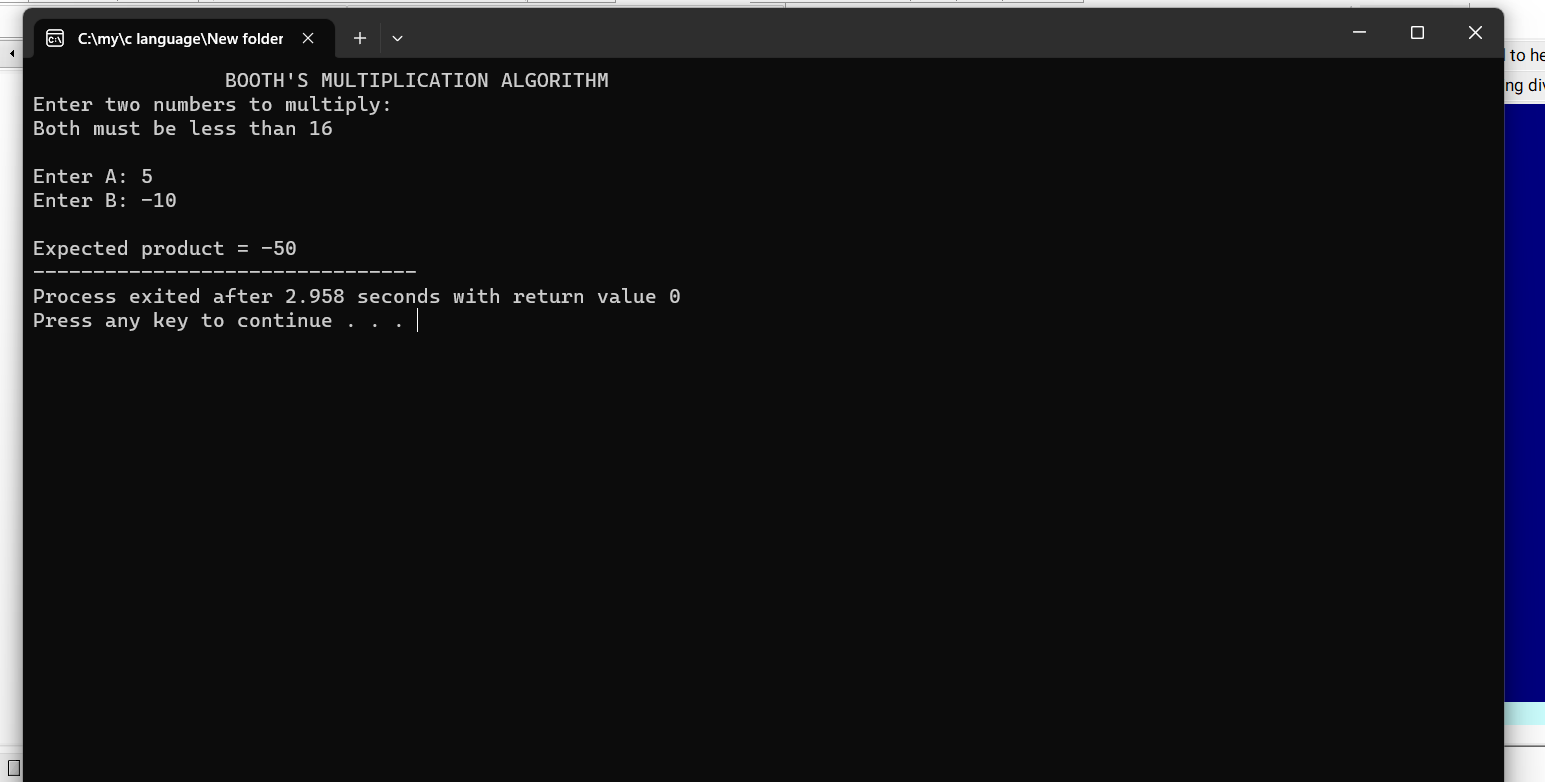 C:\my\c language\New folder
to he
ng div
BOOTH'S MULTIPLICATION ALGORITHM
Enter two numbers to multiply:
Both must be less than 16
Enter A: 5
Enter B: -10
Expected product = -50
--------------------------------
Process exited after 2.958 seconds with return value 0
Press any key to continue . . .